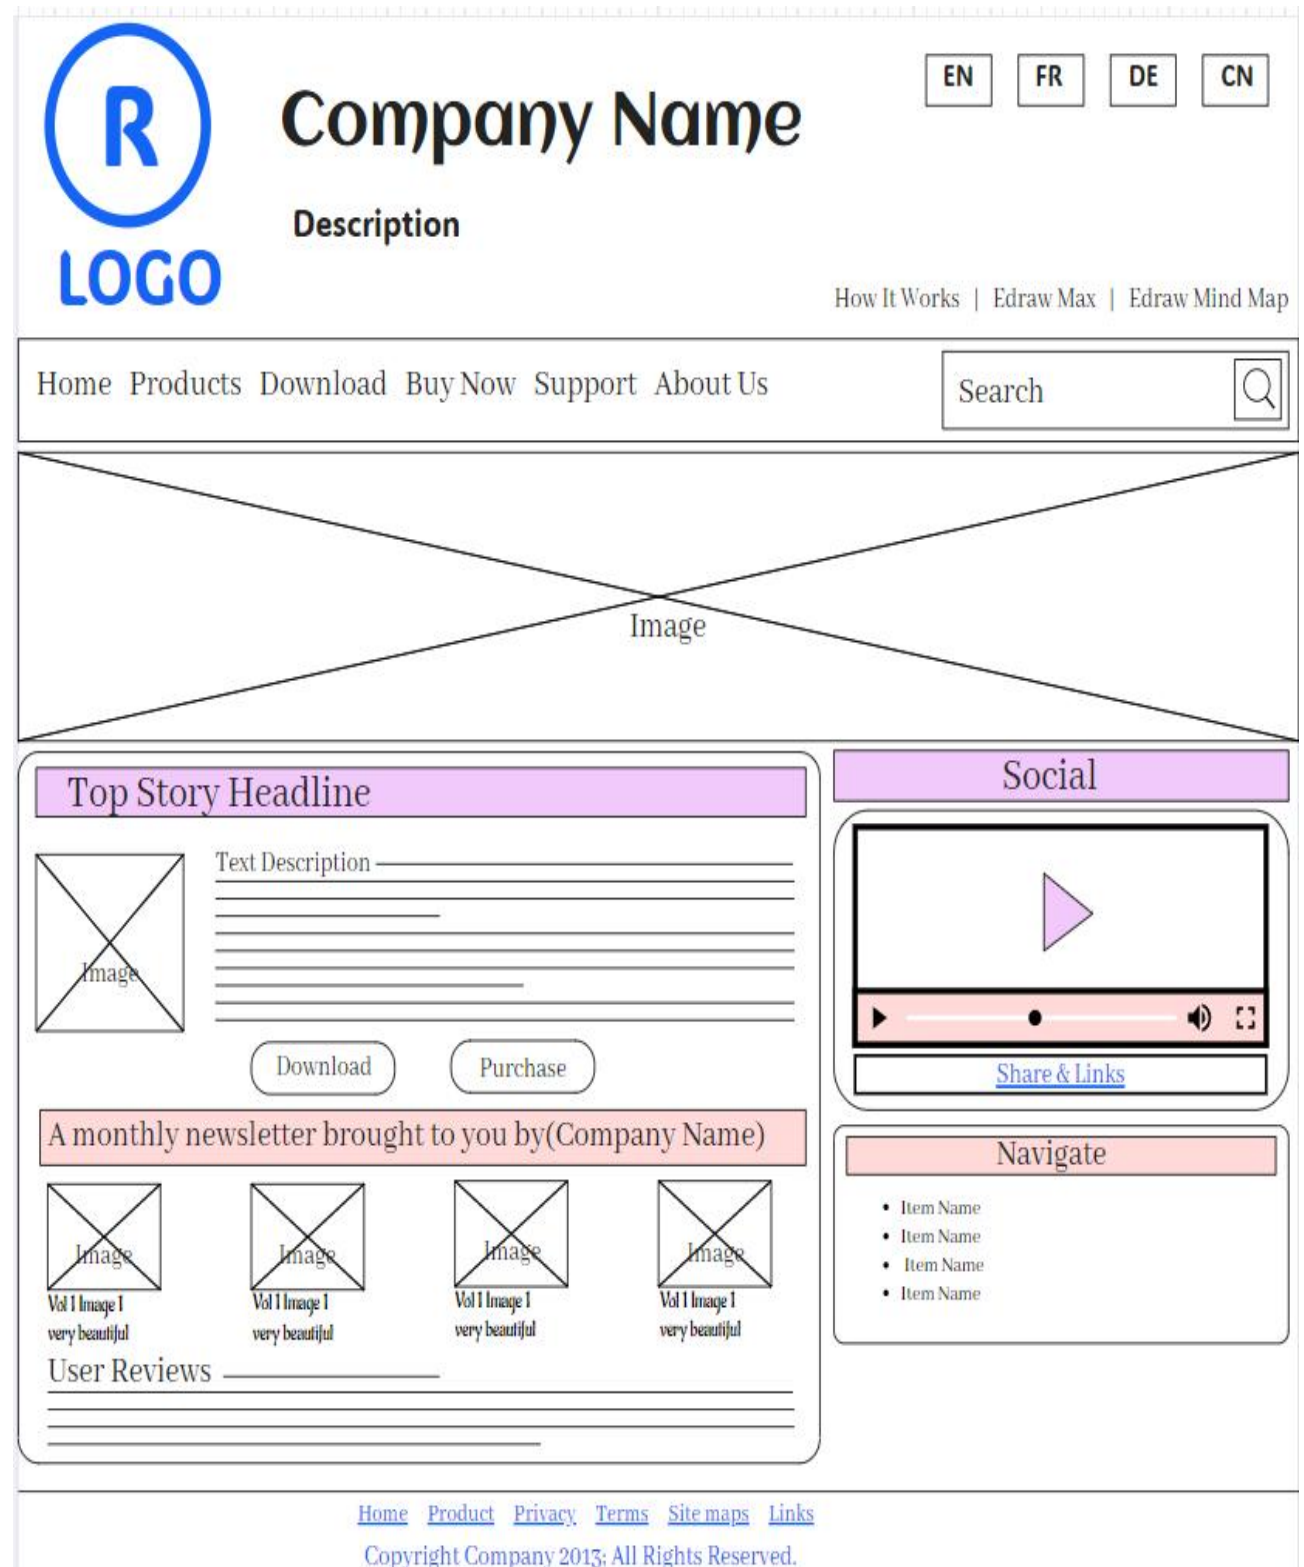 R
LOGO
Company Name
Description
EN FR DE CN
How It Works | Edraw Max | Edraw Mind Map
Home Products Download Buy Now Support About Us
Search
Image
Top Story Headline
Image
Text Description
Download Purchase
A monthly newsletter brought to you by(Company Name)
Image Image Image Image
Vol 1 Image 1 Vol 1 Image 1 Vol 1 Image 1 Vol 1 Image 1
very beautiful very beautiful very beautiful very beautiful
User Reviews
Social
Share & Links
Navigate
• Item Name
• Item Name
• Item Name
• Item Name
Home Product Privacy Terms Site maps Links
Copyright Company 2013; All Rights Reserved.